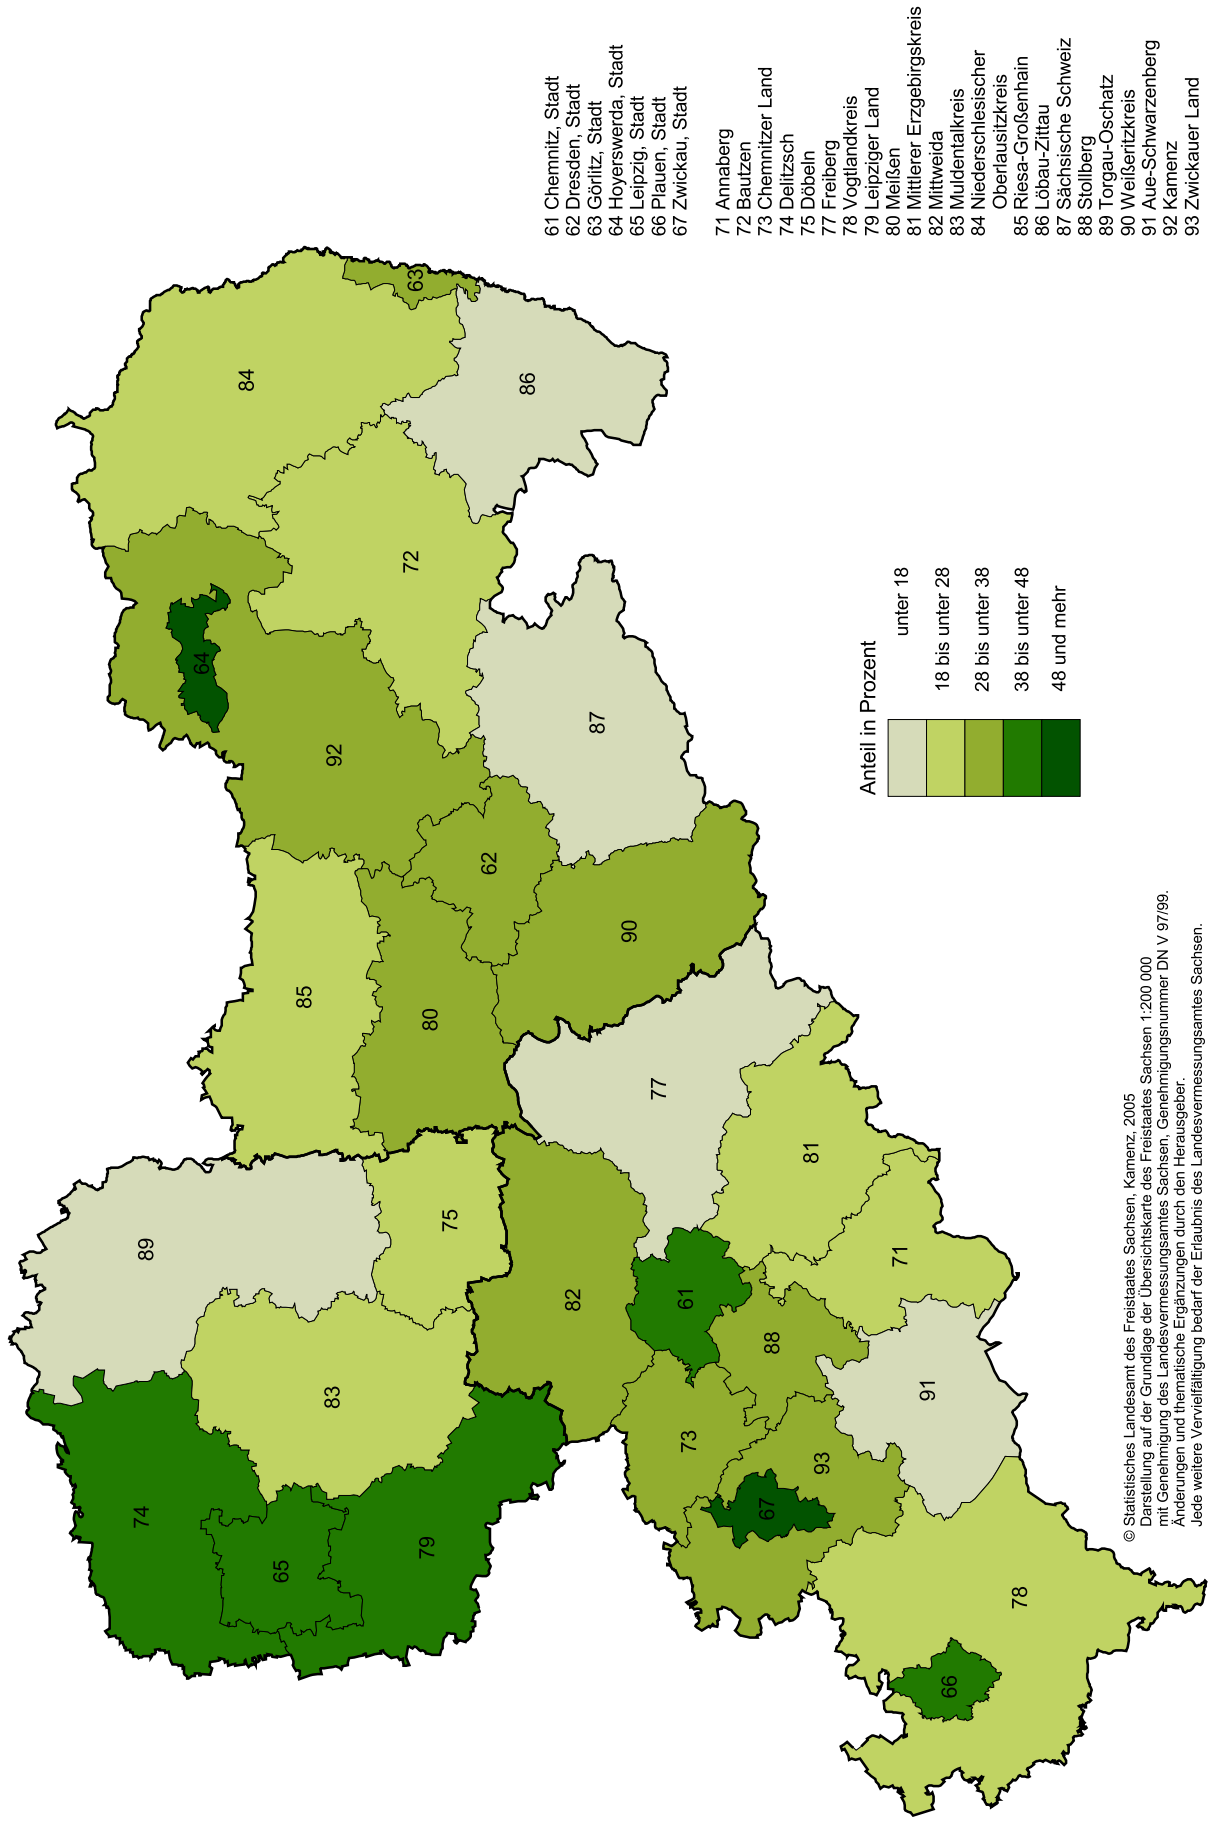 61 Chemnitz, Stadt
62 Dresden, Stadt
63 Görlitz, Stadt
64 Hoyerswerda, Stadt
65 Leipzig, Stadt
66 Plauen, Stadt
67 Zwickau, Stadt
71 Annaberg
72 Bautzen
73 Chemnitzer Land
74 Delitzsch
75 Döbeln
77 Freiberg
78 Vogtlandkreis
79 Leipziger Land
80 Meißen
81 Mittlerer Erzgebirgskreis
82 Mittweida
83 Muldentalkreis
84 Niederschlesischer
Oberlausitzkreis
85 Riesa-Großenhain
86 Löbau-Zittau
87 Sächsische Schweiz
88 Stollberg
89 Torgau-Oschatz
90 Weißeritzkreis
91 Aue-Schwarzenberg
92 Kamenz
93 Zwickauer Land
74
65
79
83
89
75
82
85
80
92
64
62
90
87
72
84
63
86
77
81
61
71
88
73
67
93
91
78
66
Anteil in Prozent
unter 18
18 bis unter 28
28 bis unter 38
38 bis unter 48
48 und mehr
© Statistisches Landesamt des Freistaates Sachsen, Kamenz, 2005
Darstellung auf der Grundlage der Übersichtskarte des Freistaates Sachsen 1:200 000
mit Genehmigung des Landesvermessungsamtes Sachsen, Genehmigungsnummer DN V 97/99.
Änderungen und thematische Ergänzungen durch den Herausgeber.
Jede weitere Vervielfältigung bedarf der Erlaubnis des Landesvermessungsamtes Sachsen.